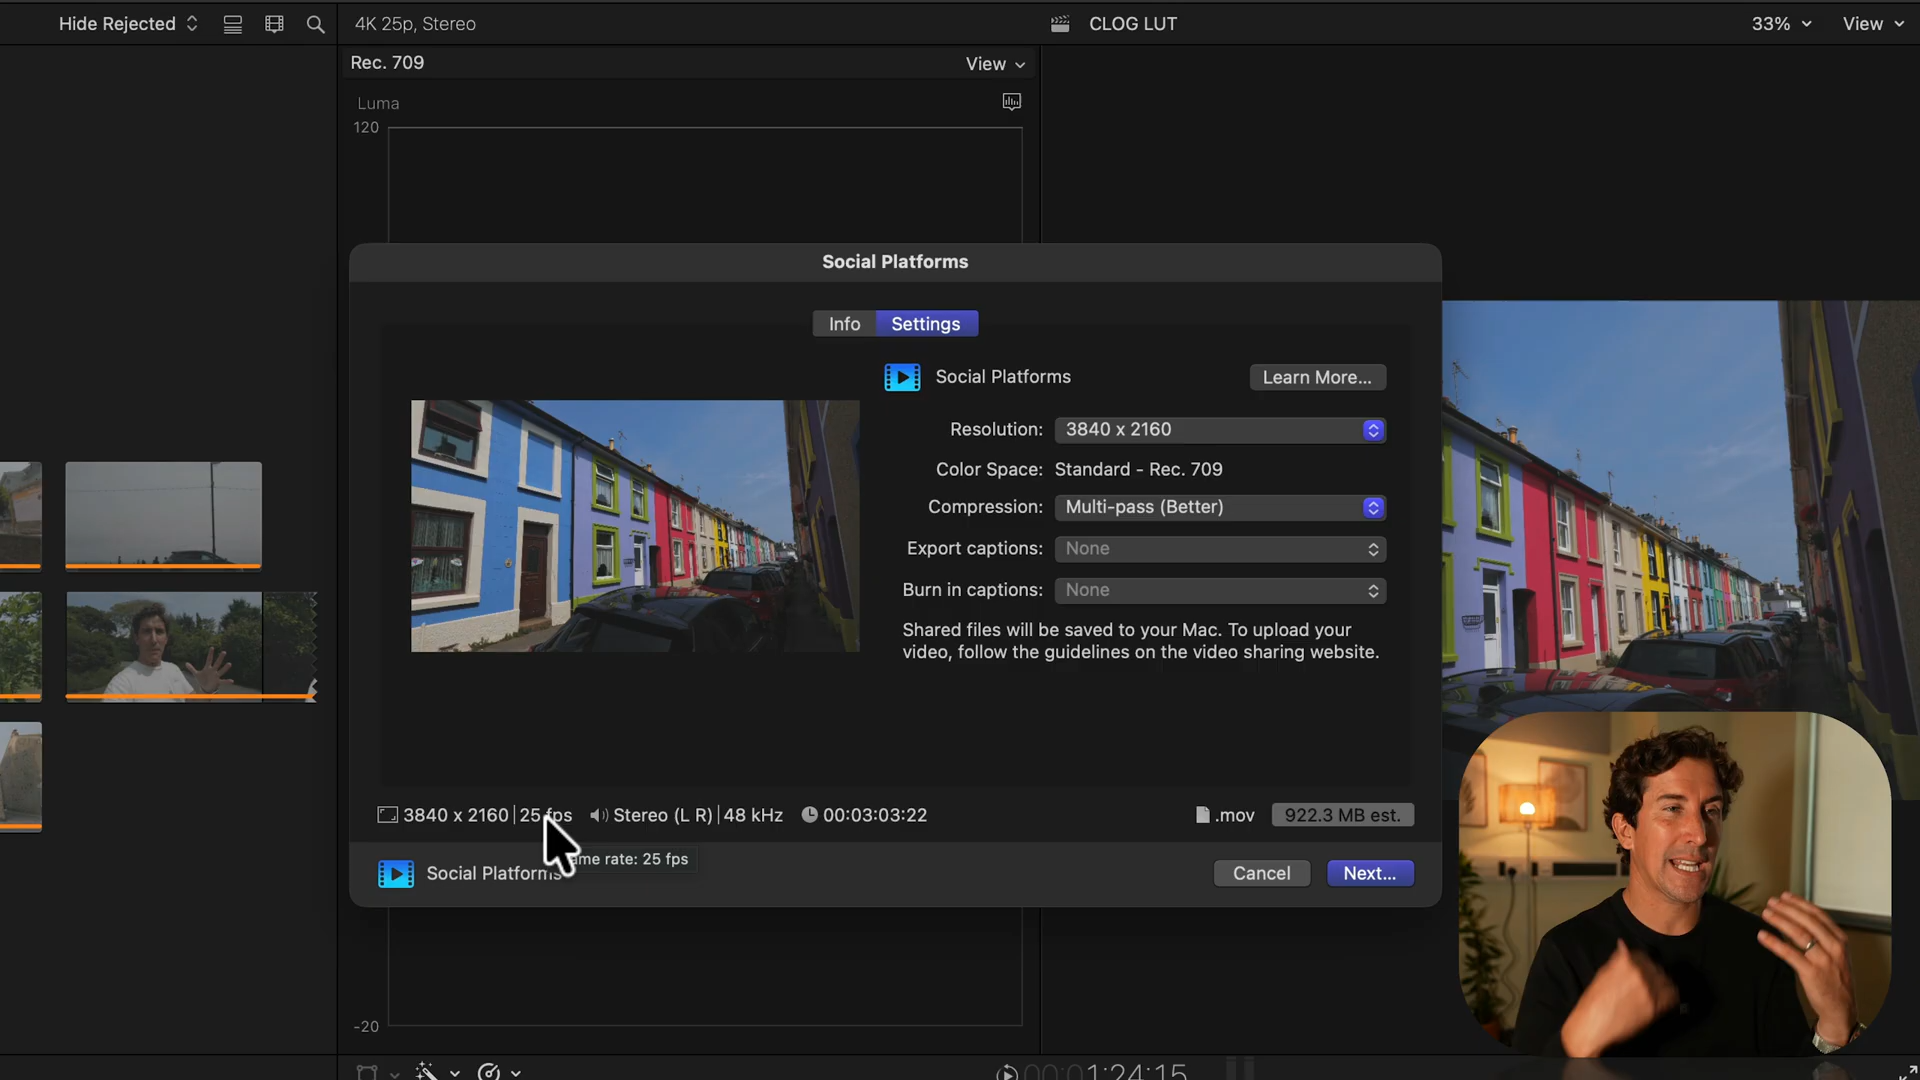 Hide Rejected
4K 25p, Stereo
CLOG LUT
33%
View
Rec. 709
View
Luma
120
Social Platforms
Info
Settings
Social Platforms
Learn More...
Resolution:
3840 x 2160
Color Space:
Standard - Rec. 709
Compression:
Multi-pass (Better)
Export captions:
None
Burn in captions:
None
Shared files will be saved to your Mac. To upload your
video, follow the guidelines on the video sharing website.
3840 x 2160|25 fps
Stereo (L R)|48 kHz
00:03:03:22
.mov
922.3 MB est.
rate: 25 fps
Social Platforms
Cancel
Next...
-20
00:01:24:15